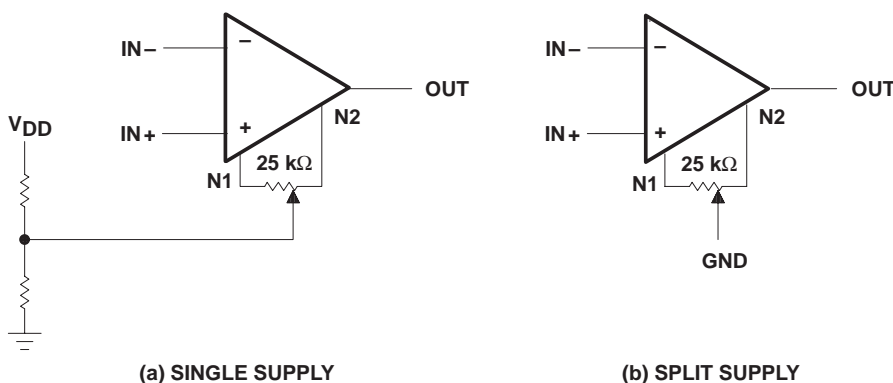 IN–
IN+
–
+
OUT
N2
N1
25 kΩ
VDD
(a) SINGLE SUPPLY
IN–
IN+
–
+
OUT
N2
N1
25 kΩ
GND
(b) SPLIT SUPPLY